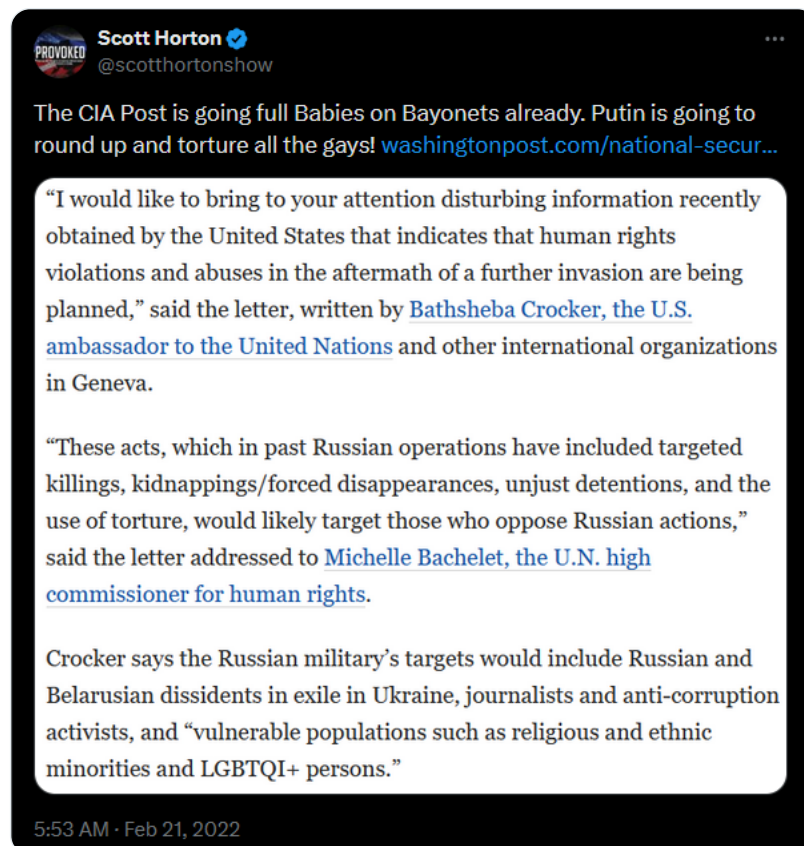 PROVOKED
Scott Horton
@scotthortonshow
The CIA Post is going full Babies on Bayonets already. Putin is going to
round up and torture all the gays! washingtonpost.com/national-secur...
“I would like to bring to your attention disturbing information recently
obtained by the United States that indicates that human rights
violations and abuses in the aftermath of a further invasion are being
planned,” said the letter, written by Bathsheba Crocker, the U.S.
ambassador to the United Nations and other international organizations
in Geneva.
“These acts, which in past Russian operations have included targeted
killings, kidnappings/forced disappearances, unjust detentions, and the
use of torture, would likely target those who oppose Russian actions,”
said the letter addressed to Michelle Bachelet, the U.N. high
commissioner for human rights.
Crocker says the Russian military’s targets would include Russian and
Belarusian dissidents in exile in Ukraine, journalists and anti-corruption
activists, and “vulnerable populations such as religious and ethnic
minorities and LGBTQI+ persons.”
5:53 AM · Feb 21, 2022